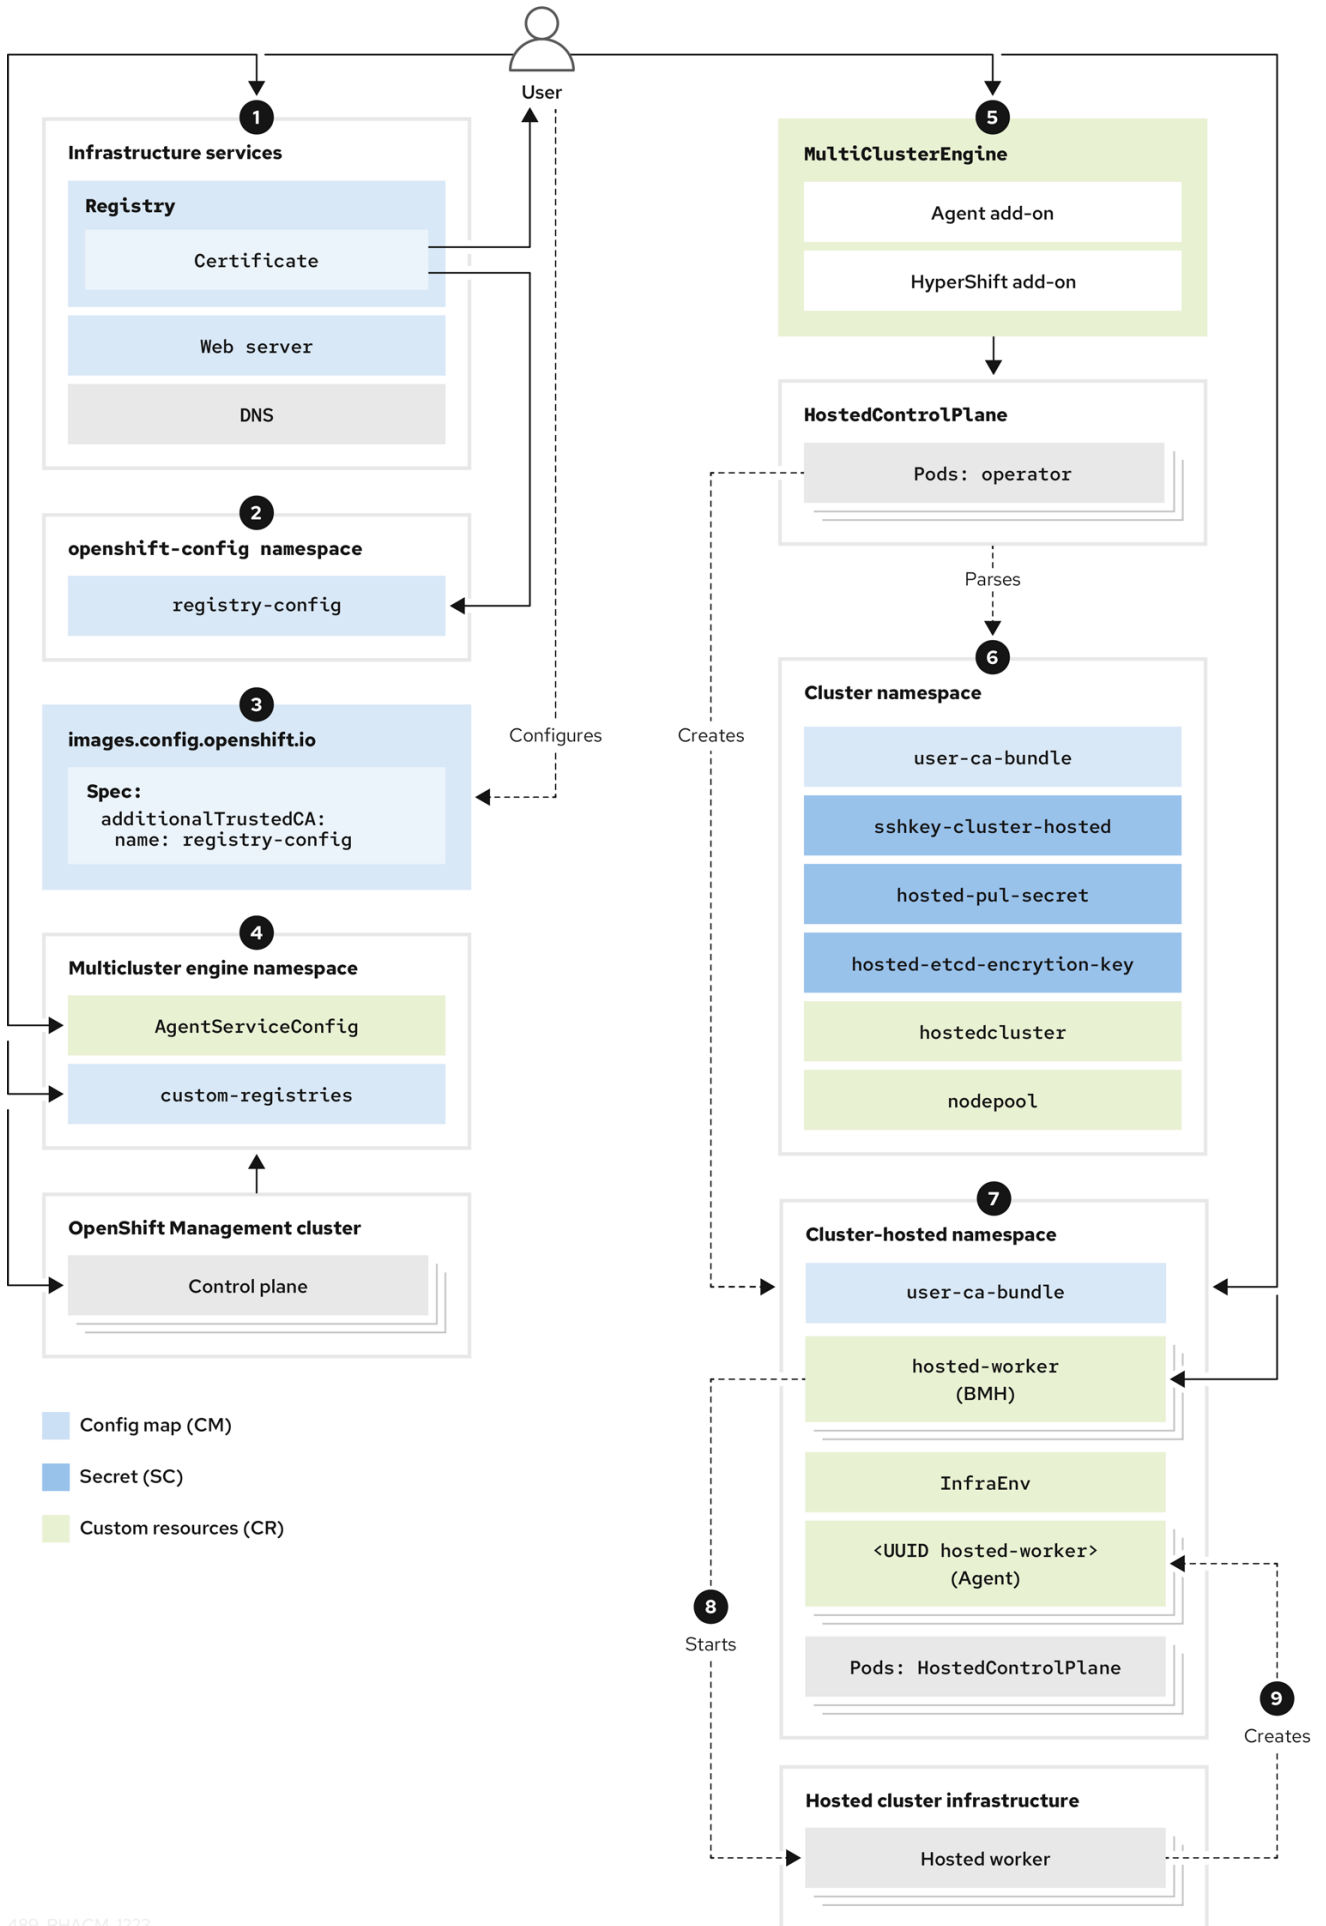 User
1
Infrastructure services
Registry
Certificate
Web server
DNS
2
openshift-config namespace
registry-config
3
images.config.openshift.io
Spec:
additionalTrustedCA:
name: registry-config
Configures
4
Multicluster engine namespace
AgentServiceConfig
custom-registries
OpenShift Management cluster
Control plane
Config map (CM)
Secret (SC)
Custom resources (CR)
5
MultiClusterEngine
Agent add-on
HyperShift add-on
HostedControlPlane
Pods: operator
Parses
Creates
6
Cluster namespace
user-ca-bundle
sshkey-cluster-hosted
hosted-pul-secret
hosted-etcd-encrytion-key
hostedcluster
nodepool
7
Cluster-hosted namespace
user-ca-bundle
hosted-worker
(BMH)
InfraEnv
<UUID hosted-worker>
(Agent)
Pods: HostedControlPlane
8
Starts
9
Creates
Hosted cluster infrastructure
Hosted worker
489_RHACM_1223